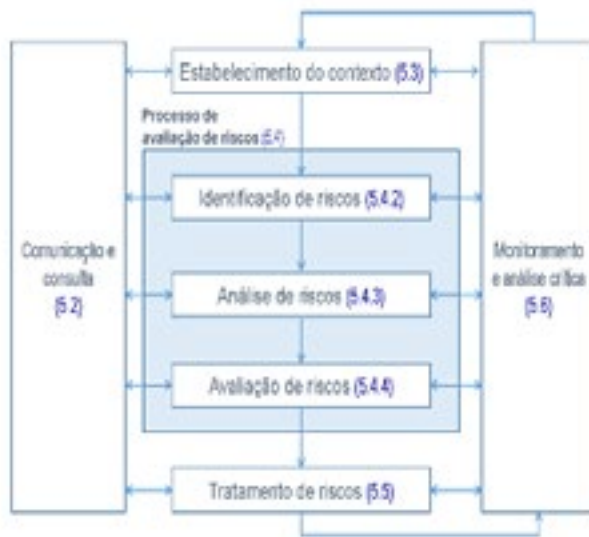 Estabelecimento do contexto (5.3)
Processo de
avaliação de riscos (5.4)
Identificação de riscos (5.4.2)
Comunicação e
consulta
(5.2)
Monitoramento
e análise crítica
(5.6)
Análise de riscos (5.4.3)
Avaliação de riscos (5.4.4)
Tratamento de riscos (5.5)